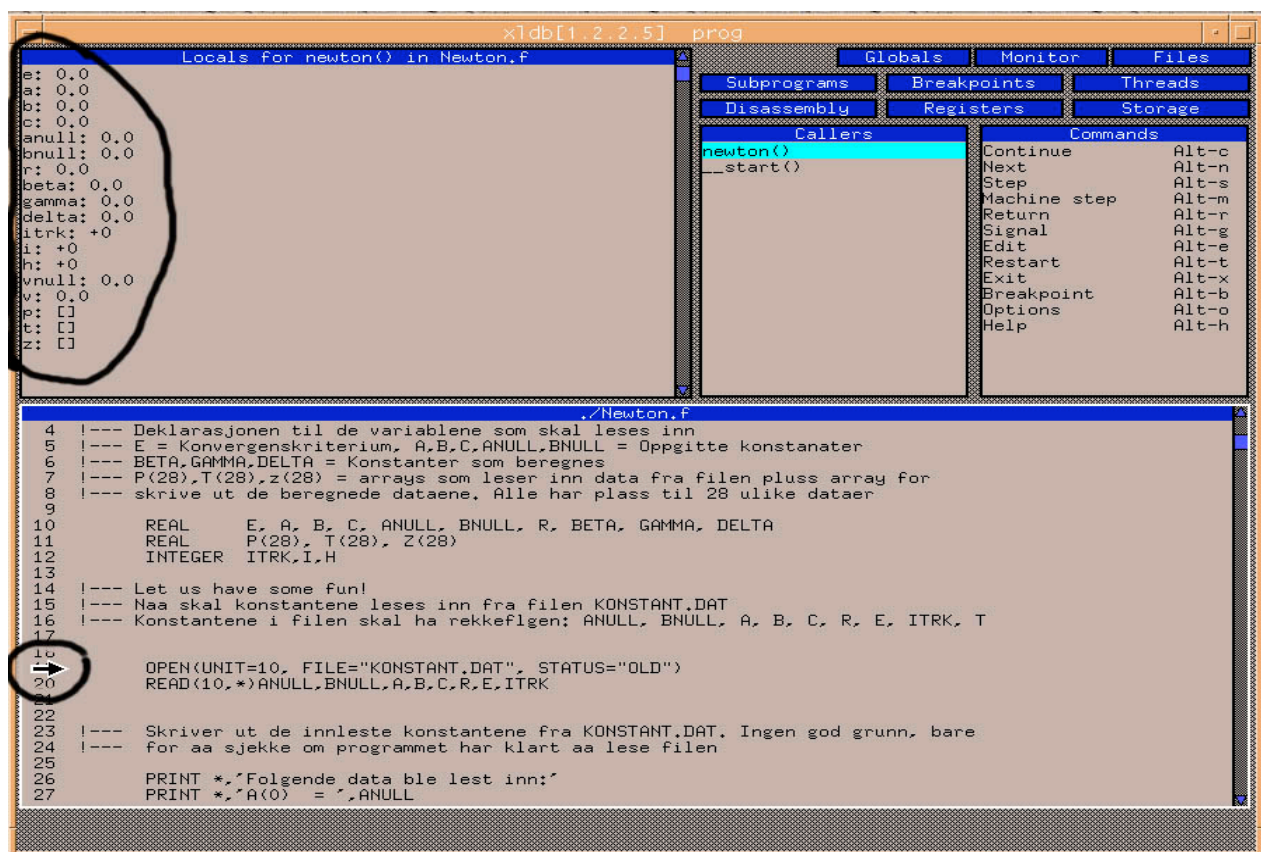 xldb[1.2.2.5]   prog
Locals for newton() in Newton.f
e: 0.0
a: 0.0
b: 0.0
c: 0.0
anull: 0.0
bnull: 0.0
r: 0.0
beta: 0.0
gamma: 0.0
delta: 0.0
itrk: +0
i: +0
h: +0
vnull: 0.0
v: 0.0
p: []
t: []
z: []
Globals Monitor Files
Subprograms Breakpoints Threads
Disassembly Registers Storage
Callers
newton()
__start()
Commands
Continue Alt-c
Next Alt-n
Step Alt-s
Machine step Alt-m
Return Alt-r
Signal Alt-g
Edit Alt-e
Restart Alt-t
Exit Alt-x
Breakpoint Alt-b
Options Alt-o
Help Alt-h
./Newton.f
4 !--- Deklarasjonen til de variablene som skal leses inn
5 !--- E = Konvergenskriterium, A,B,C,ANULL,BNULL = Oppgitte konstanater
6 !--- BETA,GAMMA,DELTA = Konstanter som beregnes
7 !--- P(28),T(28),z(28) = arrays som leser inn data fra filen pluss array for
8 !--- skrive ut de beregnede dataene. Alle har plass til 28 ulike dataer
9
10 REAL E, A, B, C, ANULL, BNULL, R, BETA, GAMMA, DELTA
11 REAL P(28), T(28), Z(28)
12 INTEGER ITRK,I,H
13
14 !--- Let us have some fun!
15 !--- Naa skal konstantene leses inn fra filen KONSTANT.DAT
16 !--- Konstantene i filen skal ha rekkeflgen: ANULL, BNULL, A, B, C, R, E, ITRK, T
17
18
OPEN(UNIT=10, FILE="KONSTANT.DAT", STATUS="OLD")
20 READ(10,*)ANULL,BNULL,A,B,C,R,E,ITRK
21
22
23 !--- Skriver ut de innleste konstantene fra KONSTANT.DAT. Ingen god grunn, bare
24 !--- for aa sjekke om programmet har klart aa lese filen
25
26 PRINT *,'Folgende data ble lest inn:'
27 PRINT *,'A(0)  = ',ANULL